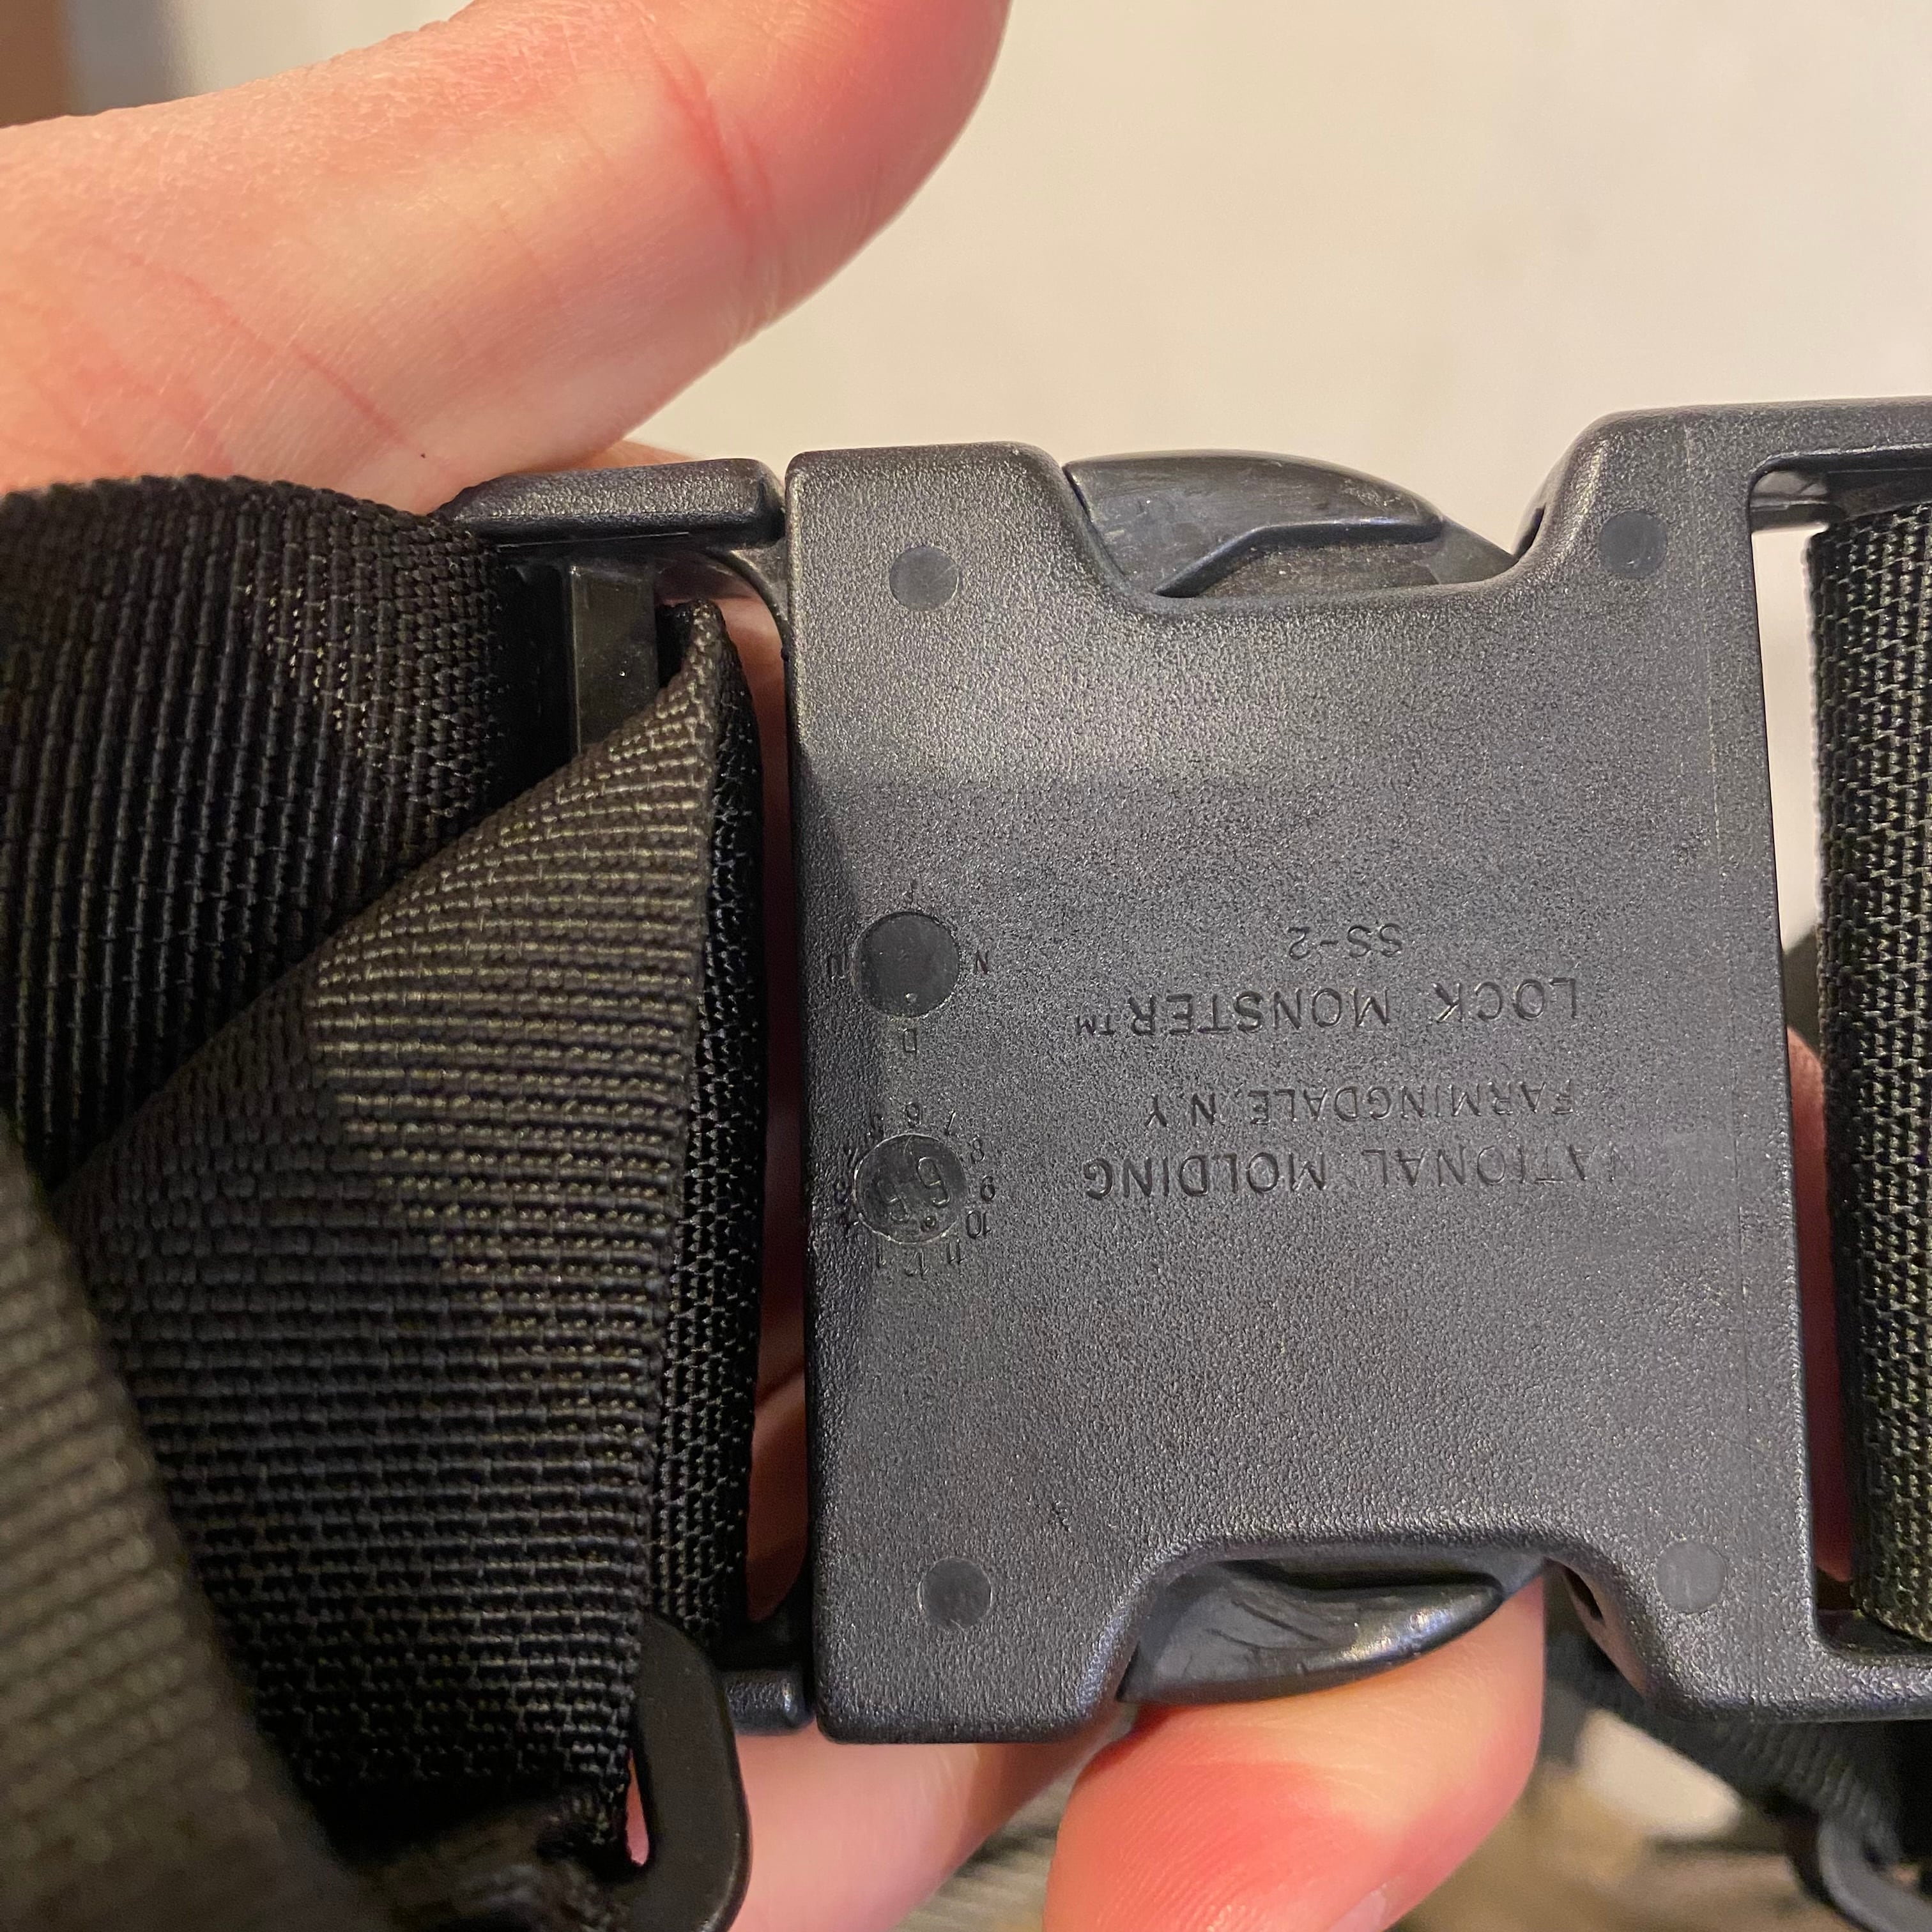 NATIONAL MOLDING
FARMINGDALE, N.Y
LOCK MONSTER™
SS-2